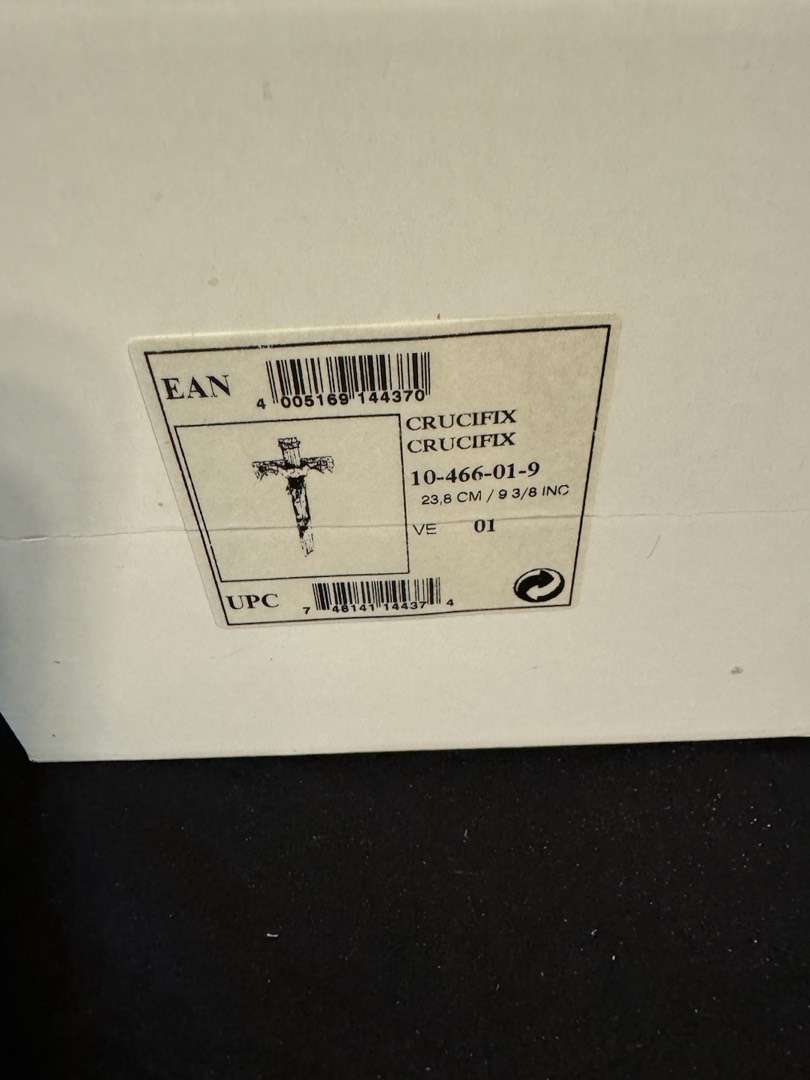 EAN
4 005169 144370
CRUCIFIX
CRUCIFIX
10-466-01-9
23,8 CM / 9 3/8 INC
VE 01
UPC
7 48141 14437 4